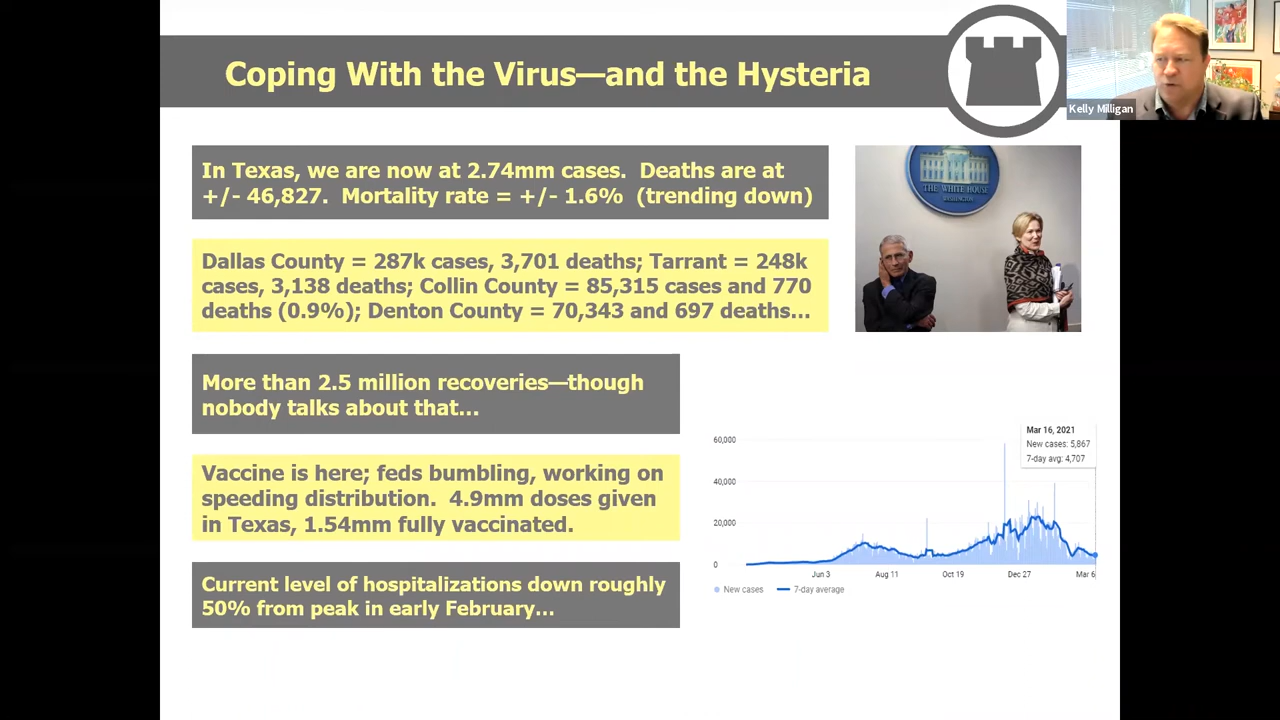 Coping With the Virus—and the Hysteria
Kelly Milligan
In Texas, we are now at 2.74mm cases.  Deaths are at
+/- 46,827.  Mortality rate = +/- 1.6%  (trending down)
THE WHITE HOUSE
WASHINGTON
Dallas County = 287k cases, 3,701 deaths; Tarrant = 248k
cases, 3,138 deaths; Collin County = 85,315 cases and 770
deaths (0.9%); Denton County = 70,343 and 697 deaths...
More than 2.5 million recoveries—though
nobody talks about that...
Vaccine is here; feds bumbling, working on
speeding distribution.  4.9mm doses given
in Texas, 1.54mm fully vaccinated.
Current level of hospitalizations down roughly
50% from peak in early February...
Mar 16, 2021
New cases: 5,867
7-day avg: 4,707
60,000
40,000
20,000
0
Jun 3 Aug 11 Oct 19 Dec 27 Mar 6
New cases 7-day average